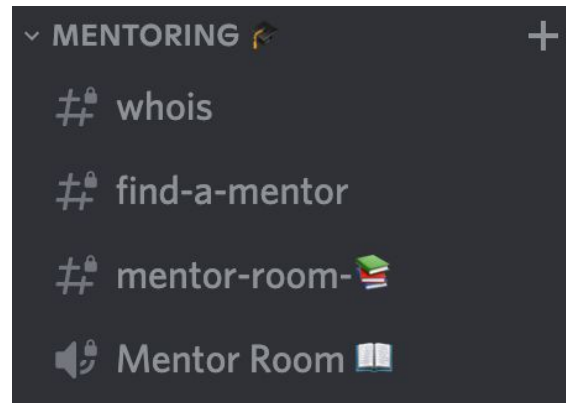 MENTORING 🎓
whois
find-a-mentor
mentor-room-📚
Mentor Room 📖